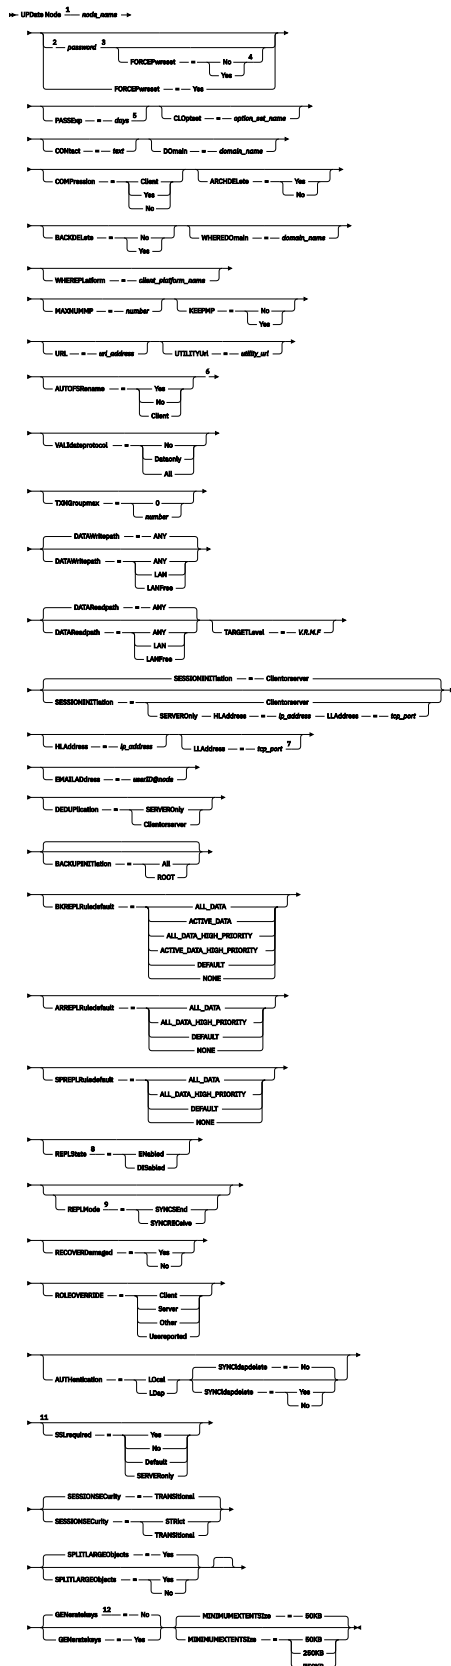 UPDate Node 1 node_name
2 password 3
FORCEPwreset = No 4
Yes
FORCEPwreset = Yes
PASSExp = days 5 CLOptset = option_set_name
CONtact = text DOmain = domain_name
COMPression = Client ARCHDELete = Yes
Yes No
No
BACKDELete = No WHEREDOmain = domain_name
Yes
WHEREPLatform = client_platform_name
MAXNUMMP = number KEEPMP = No
Yes
URL = url_address UTILITYUrl = utility_url
6
AUTOFSRename = Yes
No
Client
VALIdateprotocol = No
Dataonly
All
TXNGroupmax = 0
number
DATAWritepath = ANY
DATAWritepath = ANY
LAN
LANFree
DATAReadpath = ANY
DATAReadpath = ANY TARGETLevel = V.R.M.F
LAN
LANFree
SESSIONINITiation = Clientorserver
SESSIONINITiation = Clientorserver
SERVEROnly HLAddress = ip_address LLAddress = tcp_port
HLAddress = ip_address LLAddress = tcp_port 7
EMAILADdress = userID@node
DEDUPlication = SERVEROnly
Clientorserver
BACKUPINITiation = All
ROOT
BKREPLRuledefault = ALL_DATA
ACTIVE_DATA
ALL_DATA_HIGH_PRIORITY
ACTIVE_DATA_HIGH_PRIORITY
DEFAULT
NONE
ARREPLRuledefault = ALL_DATA
ALL_DATA_HIGH_PRIORITY
DEFAULT
NONE
SPREPLRuledefault = ALL_DATA
ALL_DATA_HIGH_PRIORITY
DEFAULT
NONE
REPLState 8 = ENabled
DISabled
REPLMode 9 = SYNCSEnd
SYNCRECeive
RECOVERDamaged = Yes
No
ROLEOVERRIDE = Client
Server
Other
Usereported
SYNCldapdelete = No
AUTHentication = LOcal SYNCldapdelete = Yes
LDap No
11
SSLrequired = Yes
No
Default
SERVERonly
SESSIONSECurity = TRANSitional
SESSIONSECurity = STRict
TRANSitional
SPLITLARGEObjects = Yes
SPLITLARGEObjects = Yes
No
GENeratekeys 12 = No MINIMUMEXTENTSIze = 50KB
GENeratekeys = Yes MINIMUMEXTENTSIze = 50KB
250KB